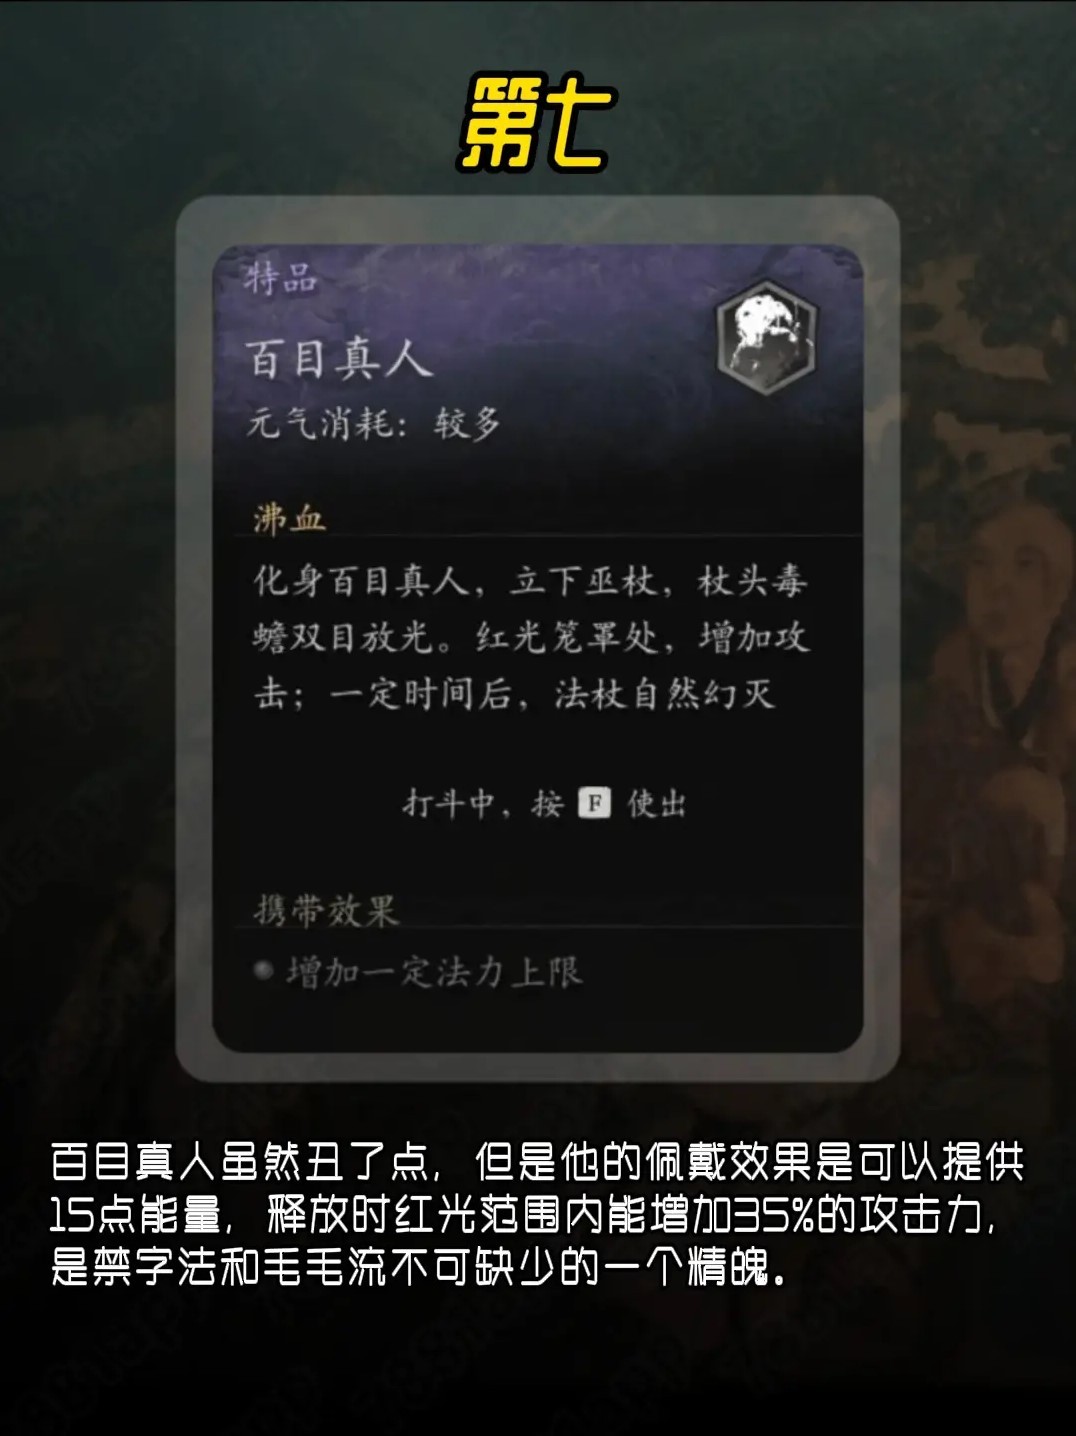 第七
特品
百目真人
元气消耗：较多
沸血
化身百目真人，立下巫杖，杖头毒
蟾双目放光。红光笼罩处，增加攻
击；一定时间后，法杖自然幻灭
打斗中，按 F 使出
携带效果
增加一定法力上限
百目真人虽然丑了点，但是他的佩戴效果是可以提供
15点能量，释放时红光范围内能增加35%的攻击力，
是禁字法和毛毛流不可缺少的一个精魄。